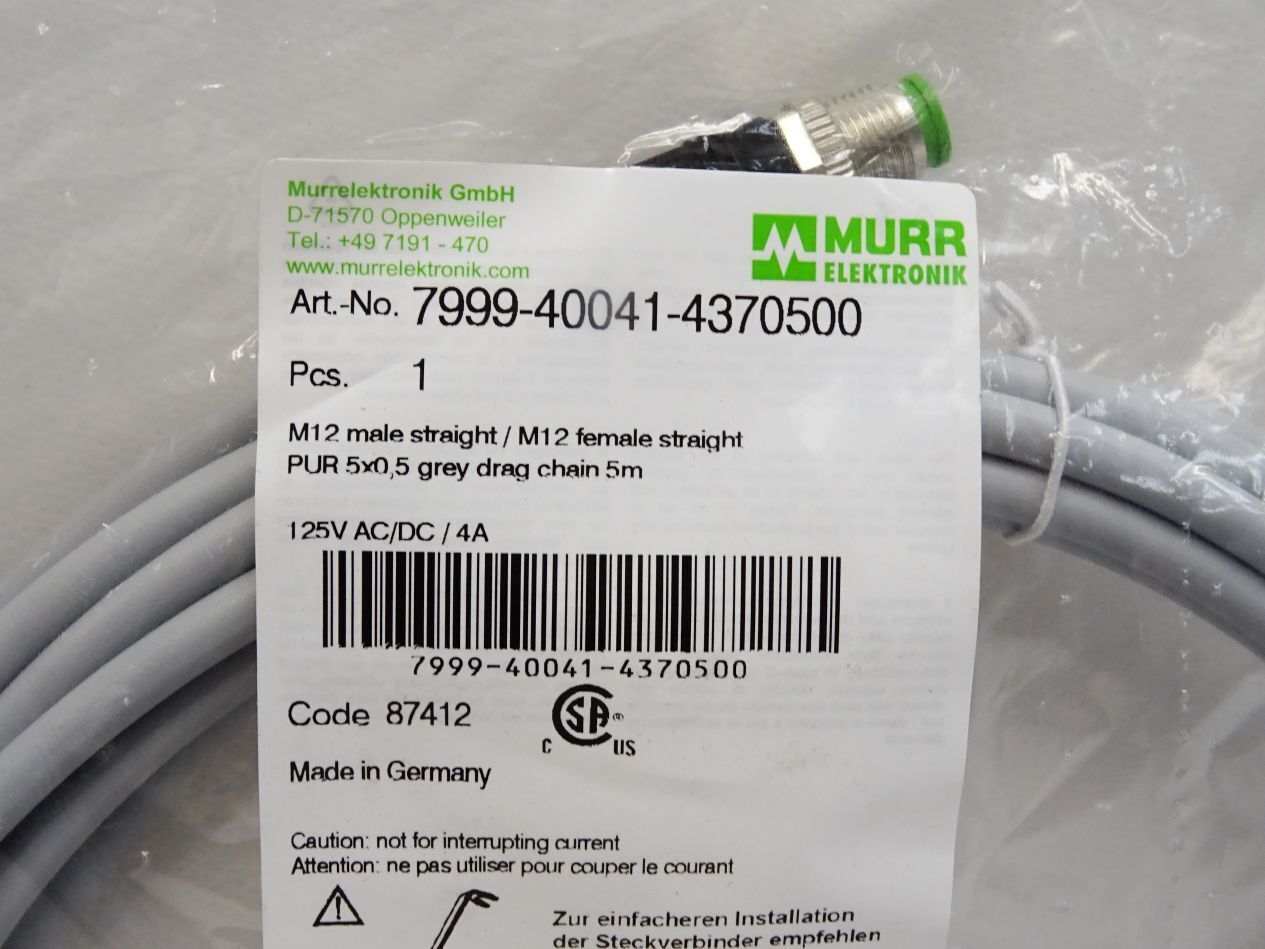 Murrelektronik GmbH
D-71570 Oppenweiler
Tel.: +49 7191 - 470
www.murrelektronik.com
MURR
ELEKTRONIK
Art.-No. 7999-40041-4370500
Pcs. 1
M12 male straight / M12 female straight
PUR 5x0,5 grey drag chain 5m
125V AC/DC / 4A
7999-40041-4370500
Code 87412
C SA ® US
Made in Germany
Caution: not for interrupting current
Attention: ne pas utiliser pour couper le courant
Zur einfacheren Installation
der Steckverbinder empfehlen